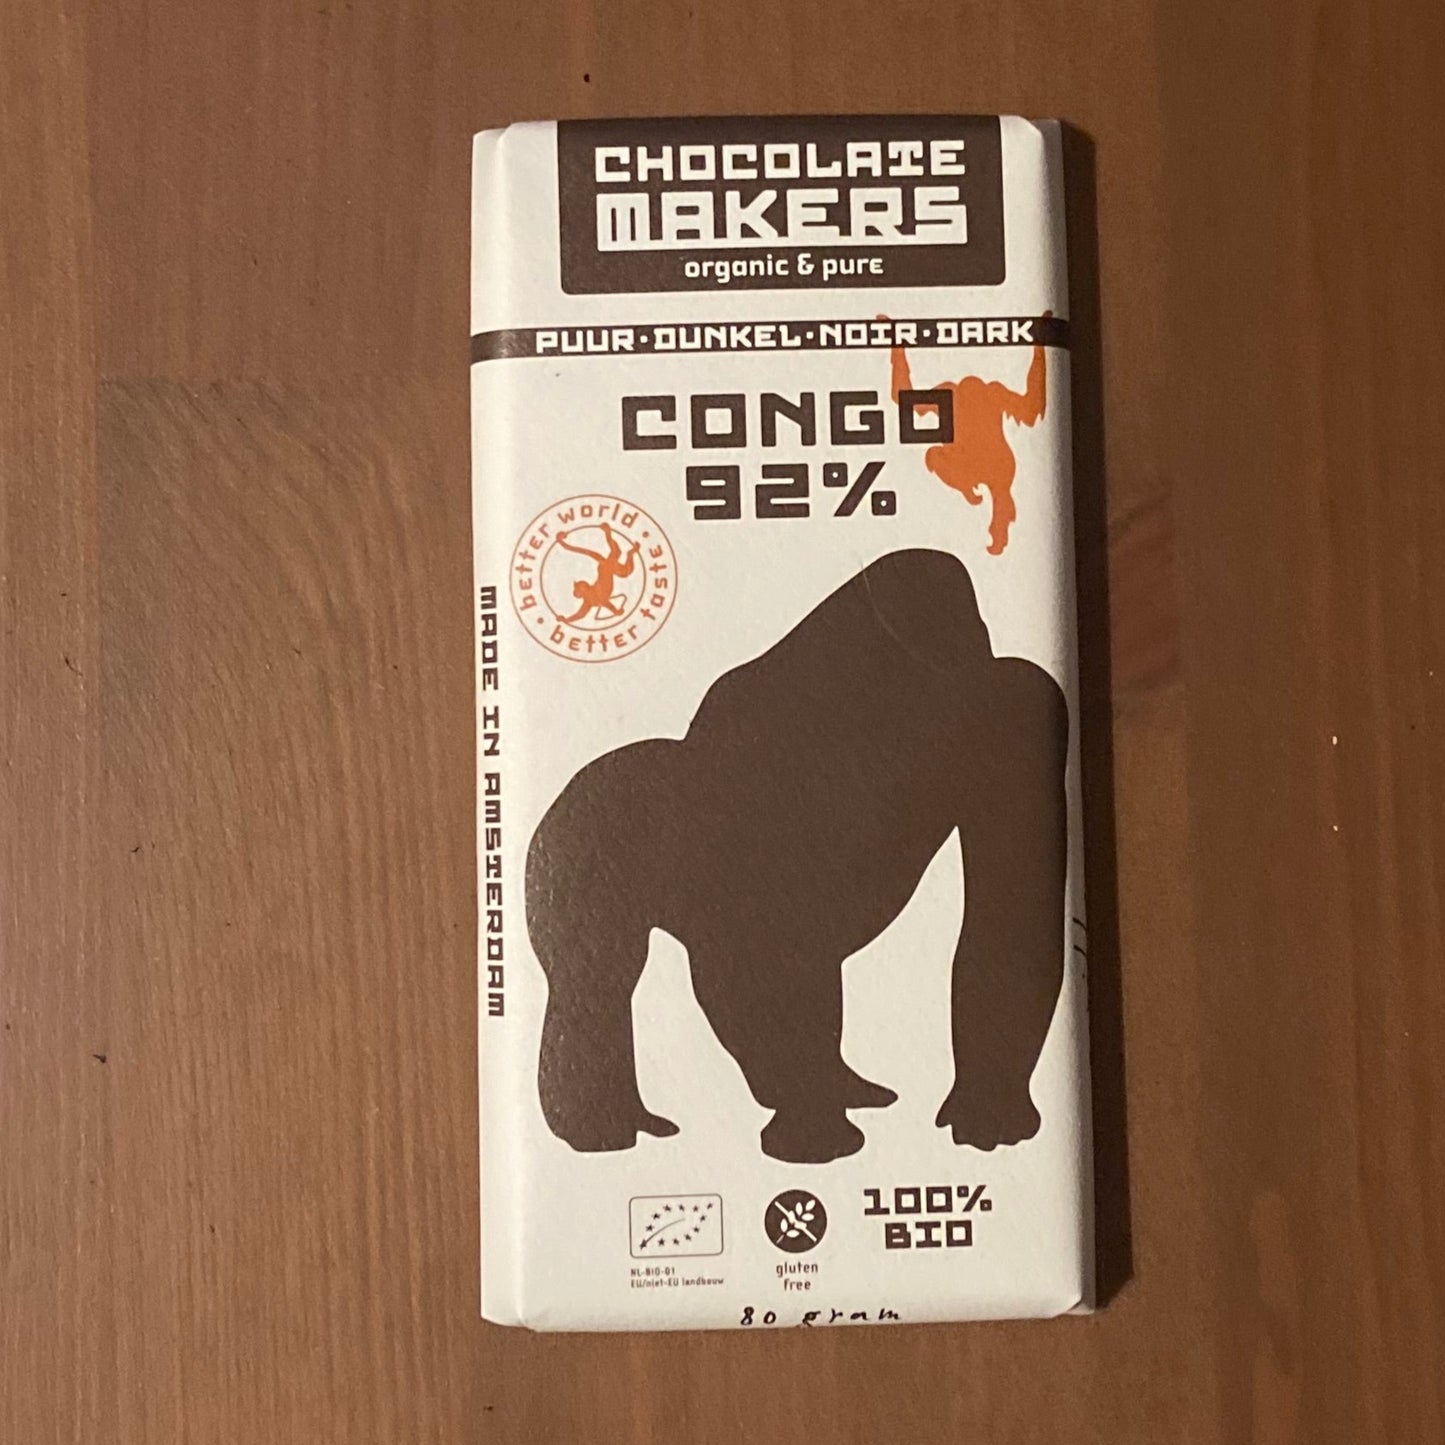 CHOCOLATE
MAKERS
organic & pure
PUUR·DUNKEL·NOIR·DARK
CONGO
92%
better world · better taste ·
MADE IN AMSTERDAM
NL-BIO-01
EU/niet-EU landbouw
gluten
free
100%
BIO
80 gram